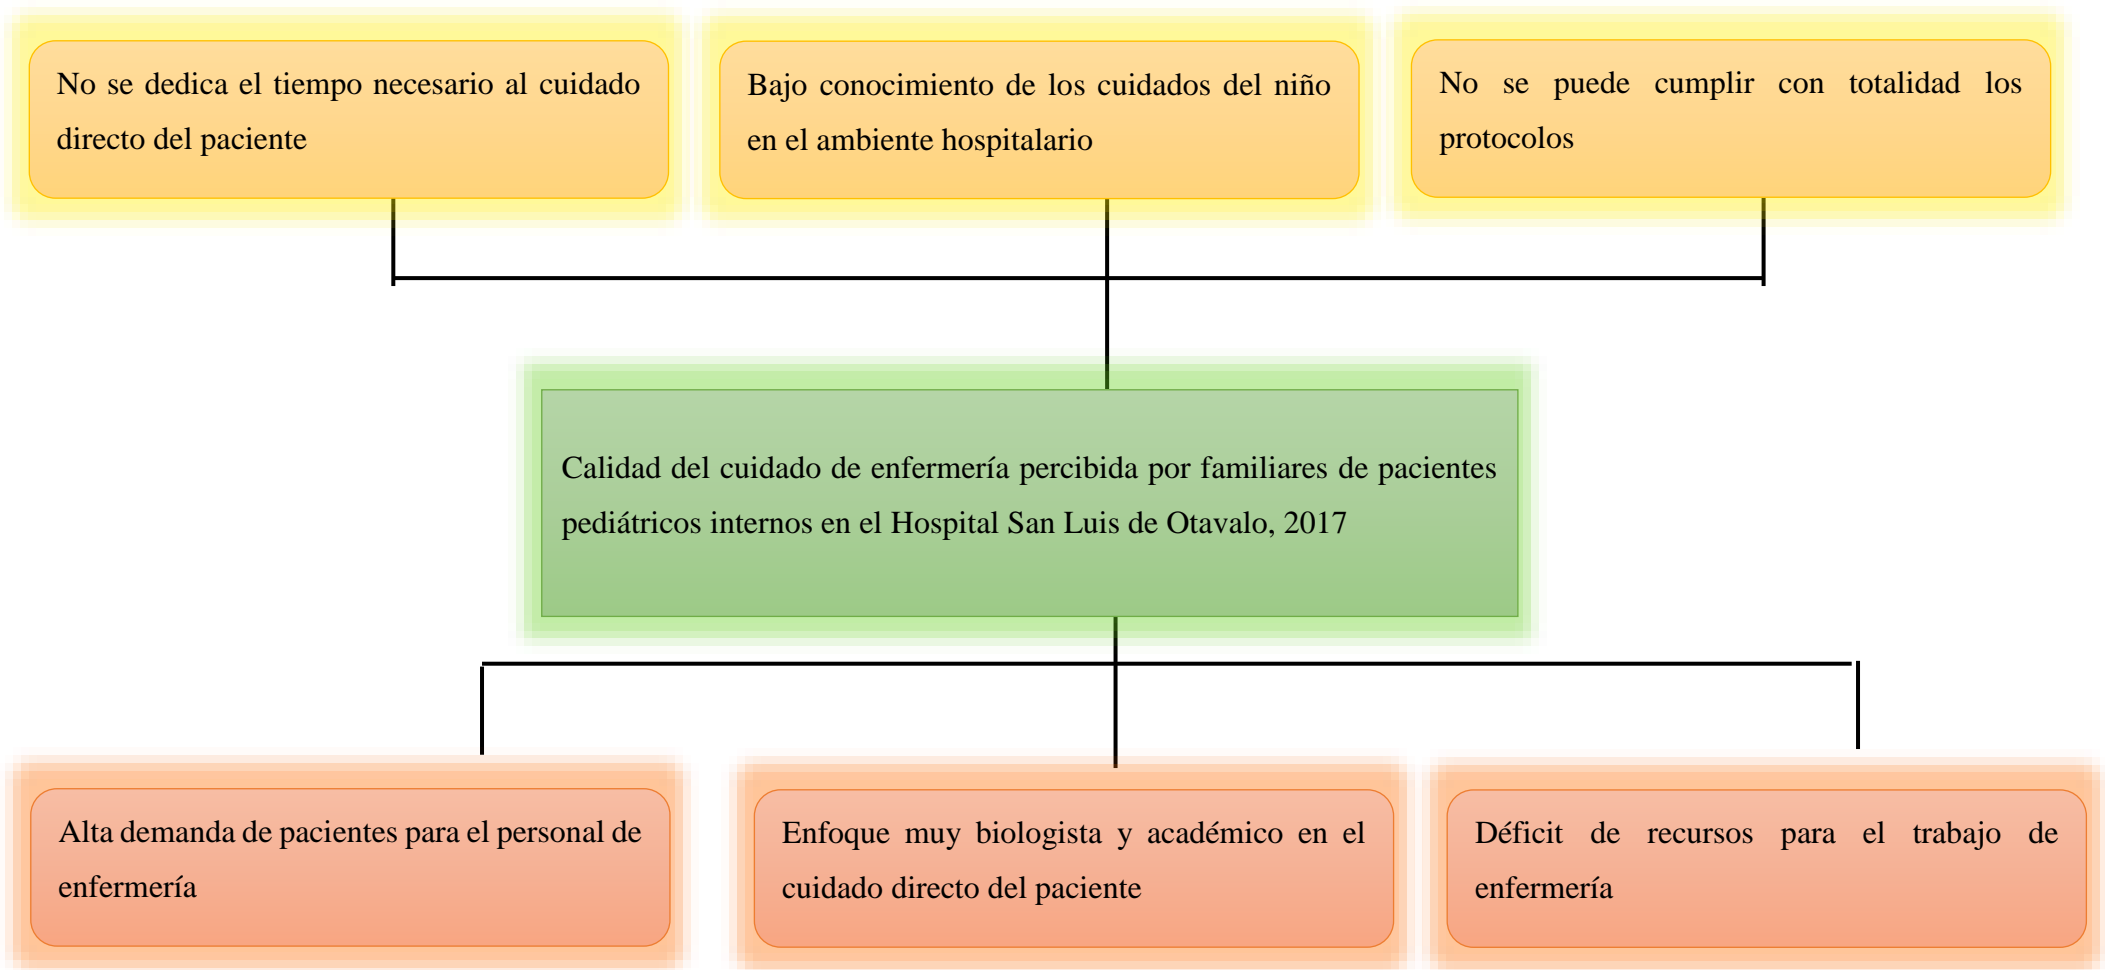 No se dedica el tiempo necesario al cuidado
directo del paciente
Bajo conocimiento de los cuidados del niño
en el ambiente hospitalario
No se puede cumplir con totalidad los
protocolos
Calidad del cuidado de enfermería percibida por familiares de pacientes
pediátricos internos en el Hospital San Luis de Otavalo, 2017
Alta demanda de pacientes para el personal de
enfermería
Enfoque muy biologista y académico en el
cuidado directo del paciente
Déficit de recursos para el trabajo de
enfermería